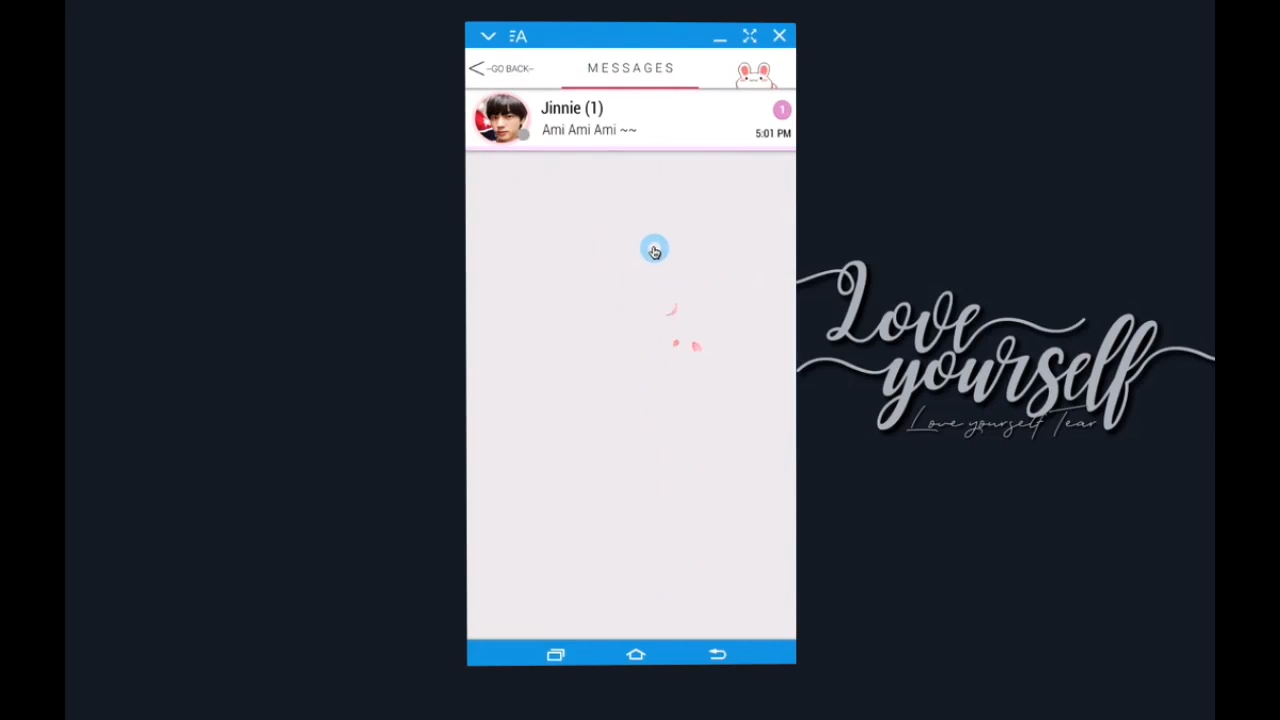 A
-GO BACK-
MESSAGES
Jinnie (1)
1
Ami Ami Ami ~~
5:01 PM
Love
yourself
Love yourself Tear